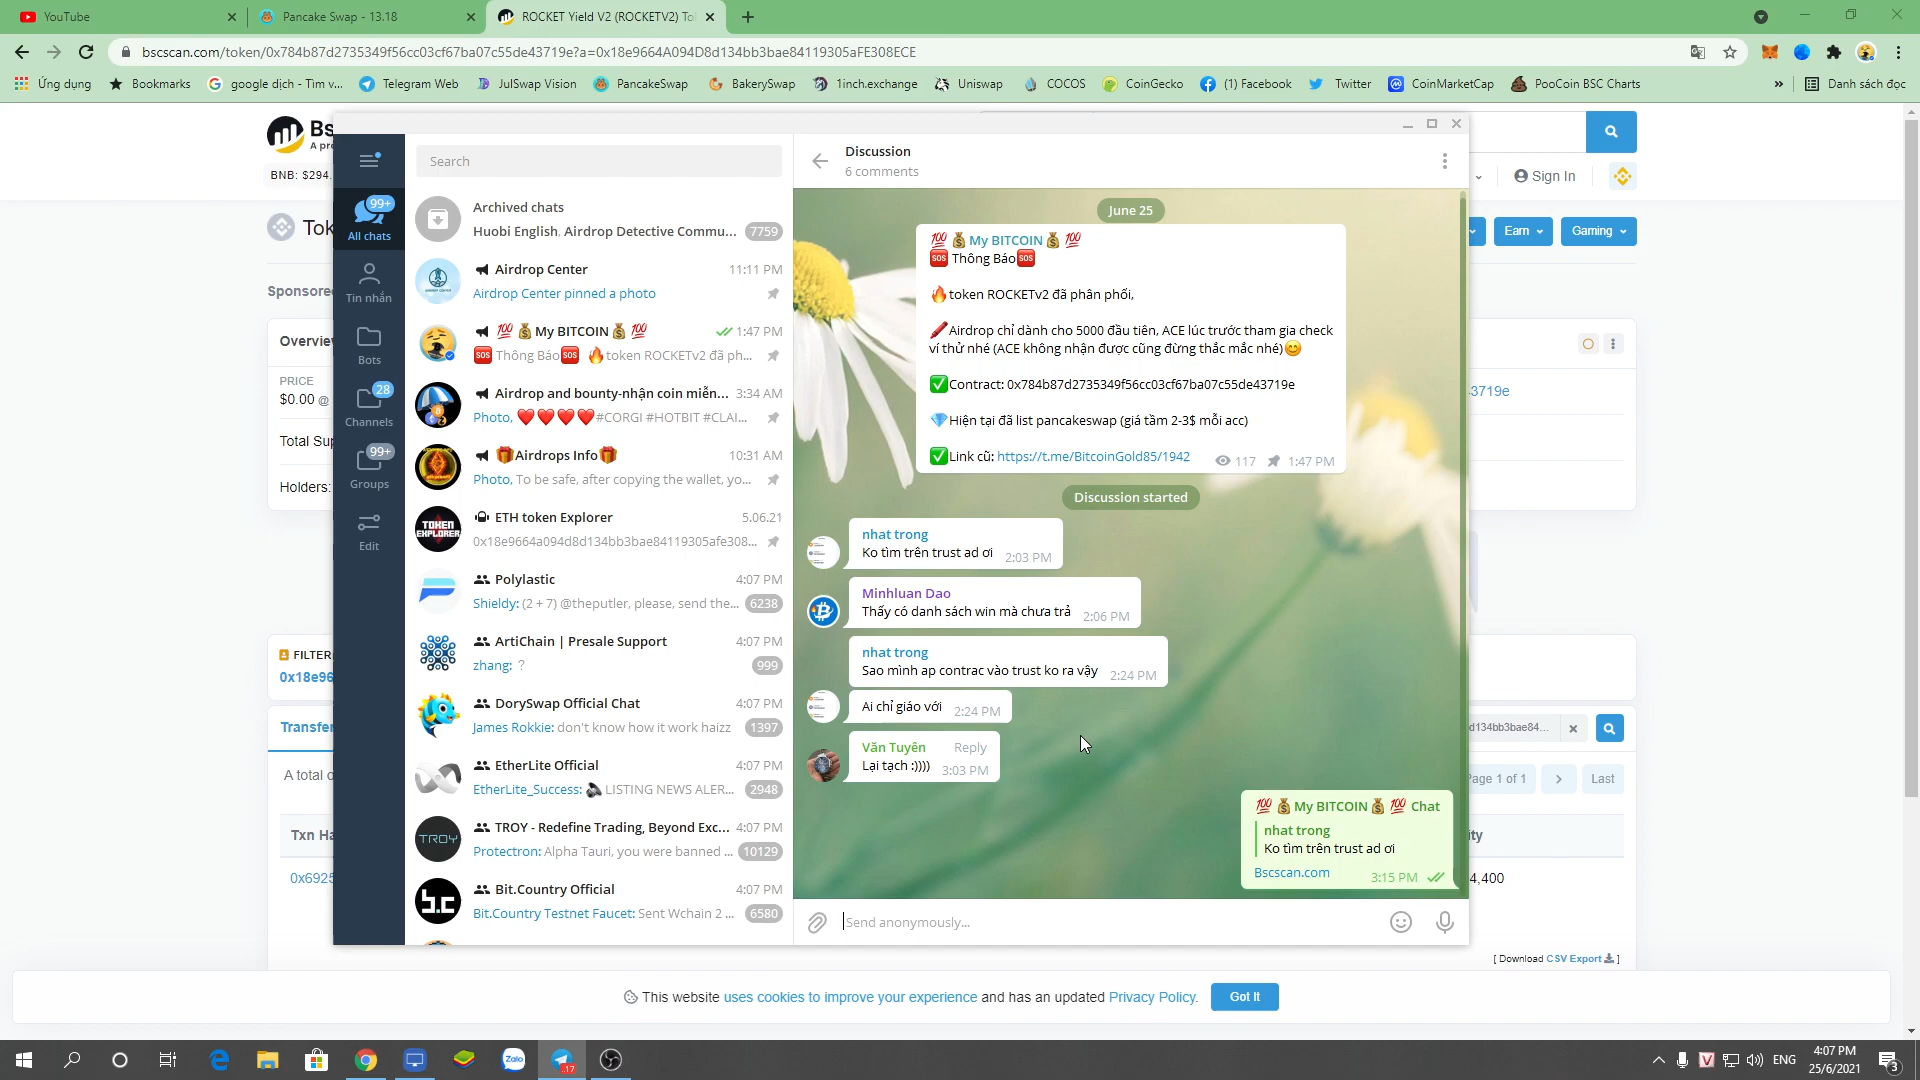 YouTube
Pancake Swap - 13.18
ROCKET Yield V2 (ROCKETV2) To
bscscan.com/token/0x784b87d2735349f56cc03cf67ba07c55de43719e?a=0x18e9664A094D8d134bb3bae84119305aFE308ECE
Ứng dụng
Bookmarks
google dịch - Tìm v...
Telegram Web
JulSwap Vision
PancakeSwap
BakerySwap
1inch.exchange
Uniswap
COCOS
CoinGecko
(1) Facebook
Twitter
CoinMarketCap
PooCoin BSC Charts
»
Danh sách đọc
Bs
A pro
BNB: $294.
Sign In
Tok
Earn
Gaming
Sponsored
Overview
PRICE
$0.00 @
Total Sup
Holders:
43719e
FILTER
0x18e96
Transfer
d134bb3bae84...
A total o
Page 1 of 1
Last
Txn Ha
ity
0x6925
4,400
[ Download CSV Export ]
This website uses cookies to improve your experience and has an updated Privacy Policy.
Got It
99+
All chats
Tin nhắn
Bots
28
Channels
99+
Groups
Edit
Search
Archived chats
Huobi English, Airdrop Detective Commu... 7759
Airdrop Center 11:11 PM
Airdrop Center pinned a photo
💯 💰 My BITCOIN 💰 💯 1:47 PM
🆘 Thông Báo🆘 🔥token ROCKETv2 đã ph...
Airdrop and bounty-nhận coin miễn... 3:34 AM
Photo, ❤️❤️❤️❤️#CORGI #HOTBIT #CLAI...
🎁Airdrops Info🎁 10:31 AM
Photo, To be safe, after copying the wallet, yo...
TOKEN EXPLORER
ETH token Explorer 5.06.21
0x18e9664a094d8d134bb3bae84119305afe308...
Polylastic 4:07 PM
Shieldy: (2 + 7) @theputler, please, send the... 6238
ArtiChain | Presale Support 4:07 PM
zhang: ? 999
DorySwap Official Chat 4:07 PM
James Rokkie: don't know how it work haizz 1397
EtherLite Official 4:07 PM
EtherLite_Success: 🔊 LISTING NEWS ALER... 2948
TROY
TROY - Redefine Trading, Beyond Exc... 4:07 PM
Protectron: Alpha Tauri, you were banned ... 10129
b.c
Bit.Country Official 4:07 PM
Bit.Country Testnet Faucet: Sent Wchain 2 ... 6580
Discussion
6 comments
June 25
💯 💰 My BITCOIN 💰 💯
🆘 Thông Báo🆘
🔥token ROCKETv2 đã phân phối,
🖍Airdrop chỉ dành cho 5000 đầu tiên, ACE lúc trước tham gia check
ví thử nhé (ACE không nhận được cũng đừng thắc mắc nhé)😊
✅Contract: 0x784b87d2735349f56cc03cf67ba07c55de43719e
💎Hiện tại đã list pancakeswap (giá tầm 2-3$ mỗi acc)
✅Link cũ: https://t.me/BitcoinGold85/1942 117 1:47 PM
Discussion started
nhat trong
Ko tìm trên trust ad ơi 2:03 PM
Minhluan Dao
Thấy có danh sách win mà chưa trả 2:06 PM
nhat trong
Sao mình ap contrac vào trust ko ra vậy 2:24 PM
Ai chỉ giáo với 2:24 PM
Văn Tuyên Reply
Lại tạch :)))) 3:03 PM
💯 💰 My BITCOIN 💰 💯 Chat
nhat trong
Ko tìm trên trust ad ơi
Bscscan.com 3:15 PM
Send anonymously...
Zalo
..17
V
ENG
4:07 PM
25/6/2021
3